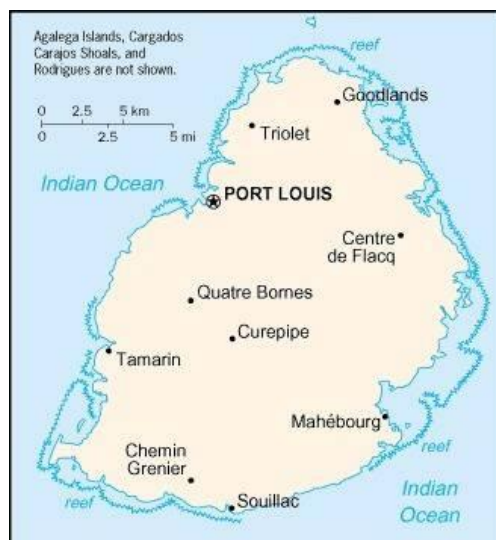 Agalega Islands, Cargados
Carajos Shoals, and
Rodrigues are not shown.
0 2.5 5 km
0 2.5 5 mi
reef
Goodlands
Triolet
Indian Ocean
PORT LOUIS
Centre
de Flacq
Quatre Bornes
Curepipe
Tamarin
Mahébourg
reef
Chemin
Grenier
reef
Souillac
Indian
Ocean